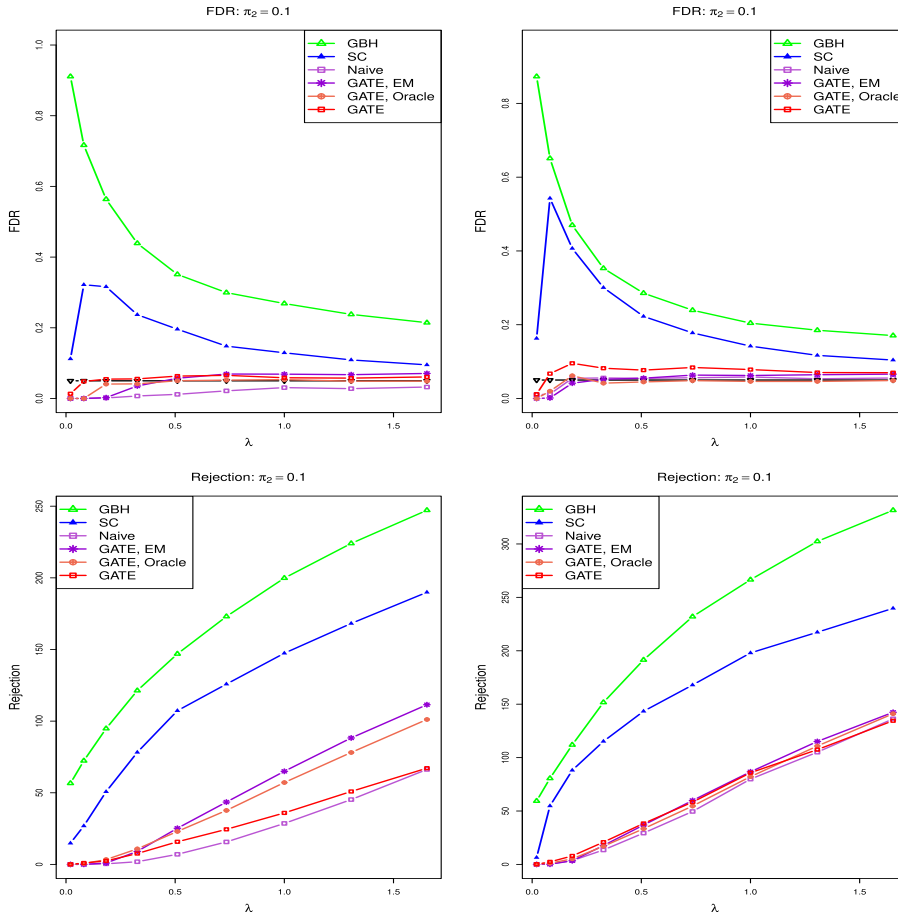 FDR: π₂ = 0.1
FDR
0.0
0.2
0.4
0.6
0.8
1.0
0.0
0.5
1.0
1.5
λ
GBH
SC
Naive
GATE, EM
GATE, Oracle
GATE
FDR: π₂ = 0.1
FDR
0.0
0.2
0.4
0.6
0.8
0.0
0.5
1.0
1.5
λ
GBH
SC
Naive
GATE, EM
GATE, Oracle
GATE
Rejection: π₂ = 0.1
Rejection
0
50
100
150
200
250
0.0
0.5
1.0
1.5
λ
GBH
SC
Naive
GATE, EM
GATE, Oracle
GATE
Rejection: π₂ = 0.1
Rejection
0
50
100
150
200
250
300
0.0
0.5
1.0
1.5
λ
GBH
SC
Naive
GATE, EM
GATE, Oracle
GATE